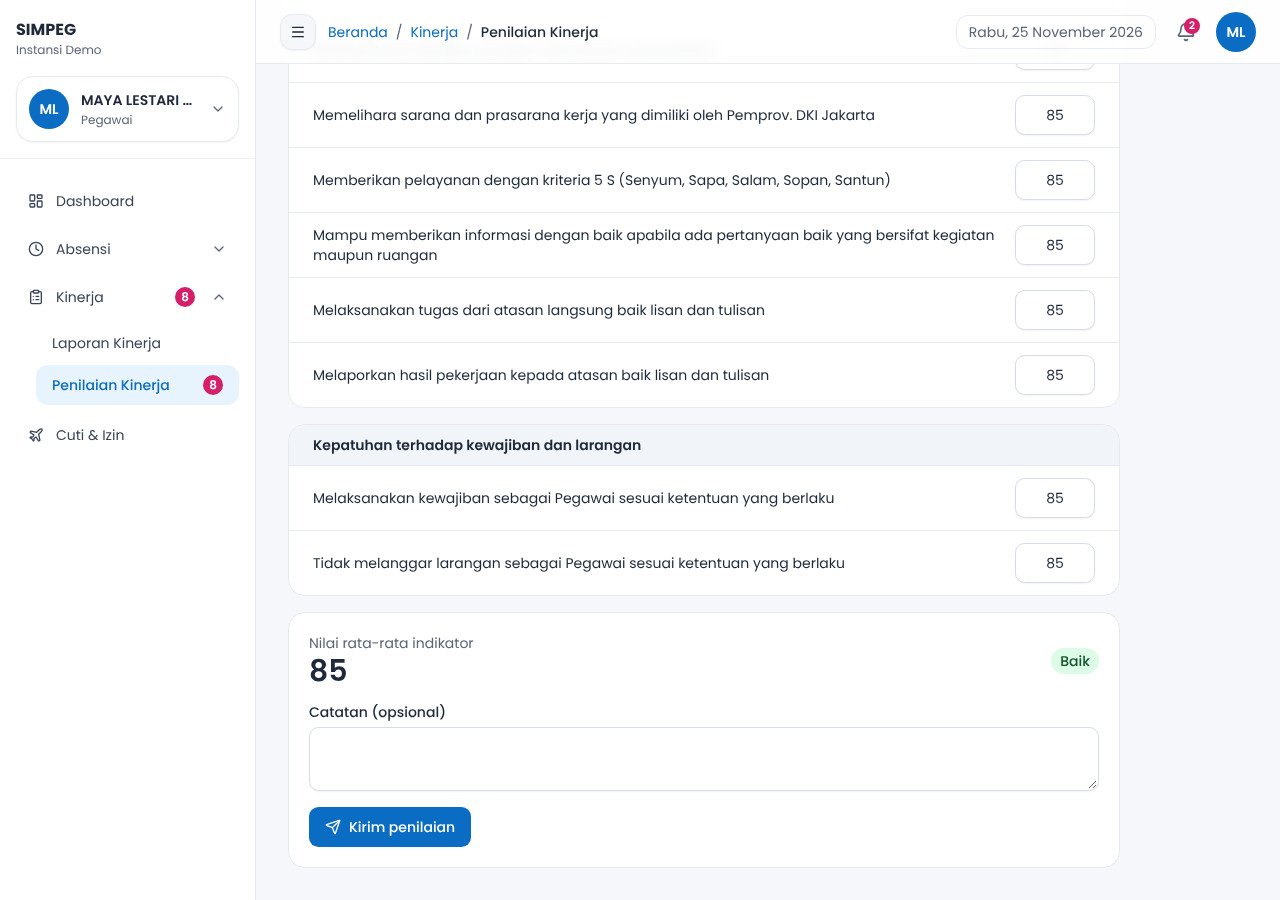 SIMPEG
Instansi Demo
ML
MAYA LESTARI ...
Pegawai
Dashboard
Absensi
Kinerja
8
Laporan Kinerja
Penilaian Kinerja
8
Cuti & Izin
Beranda / Kinerja / Penilaian Kinerja
Rabu, 25 November 2026
2
ML
Memelihara sarana dan prasarana kerja yang dimiliki oleh Pemprov. DKI Jakarta
85
Memberikan pelayanan dengan kriteria 5 S (Senyum, Sapa, Salam, Sopan, Santun)
85
Mampu memberikan informasi dengan baik apabila ada pertanyaan baik yang bersifat kegiatan
maupun ruangan
85
Melaksanakan tugas dari atasan langsung baik lisan dan tulisan
85
Melaporkan hasil pekerjaan kepada atasan baik lisan dan tulisan
85
Kepatuhan terhadap kewajiban dan larangan
Melaksanakan kewajiban sebagai Pegawai sesuai ketentuan yang berlaku
85
Tidak melanggar larangan sebagai Pegawai sesuai ketentuan yang berlaku
85
Nilai rata-rata indikator
85
Baik
Catatan (opsional)
Kirim penilaian